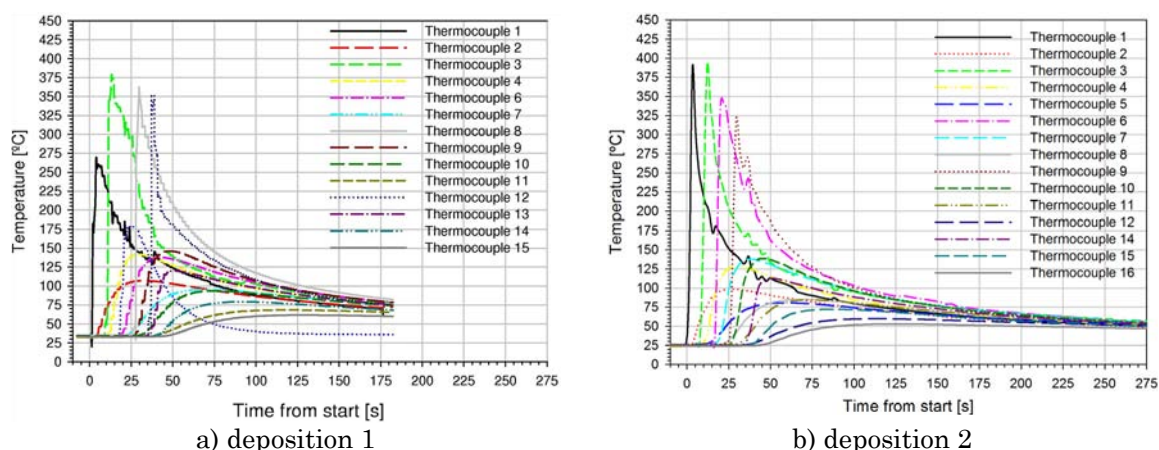 450
425
400
375
350
325
300
275
250
225
200
175
150
125
100
75
50
25
0
Temperature [ºC]
0 25 50 75 100 125 150 175 200 225 250 275
Time from start [s]
Thermocouple 1
Thermocouple 2
Thermocouple 3
Thermocouple 4
Thermocouple 6
Thermocouple 7
Thermocouple 8
Thermocouple 9
Thermocouple 10
Thermocouple 11
Thermocouple 12
Thermocouple 13
Thermocouple 14
Thermocouple 15
a) deposition 1
450
425
400
375
350
325
300
275
250
225
200
175
150
125
100
75
50
25
0
Temperature [ºC]
0 25 50 75 100 125 150 175 200 225 250 275
Time from start [s]
Thermocouple 1
Thermocouple 2
Thermocouple 3
Thermocouple 4
Thermocouple 5
Thermocouple 6
Thermocouple 7
Thermocouple 8
Thermocouple 9
Thermocouple 10
Thermocouple 11
Thermocouple 12
Thermocouple 14
Thermocouple 15
Thermocouple 16
b) deposition 2